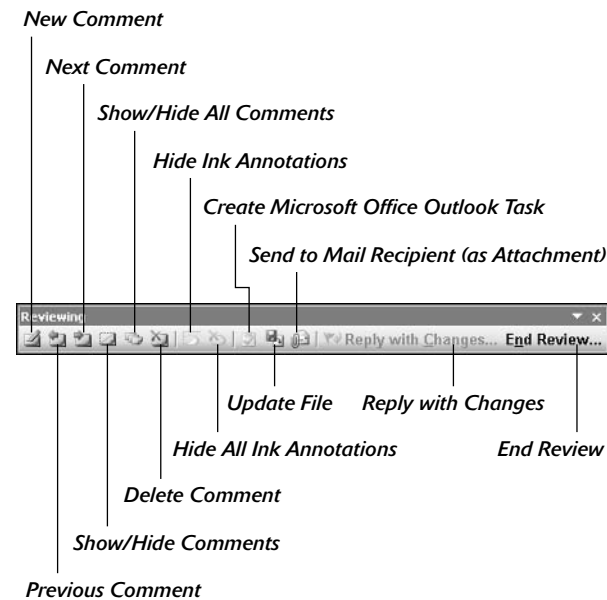 New Comment
Next Comment
Show/Hide All Comments
Hide Ink Annotations
Create Microsoft Office Outlook Task
Send to Mail Recipient (as Attachment)
Reviewing
Reply with Changes... End Review...
Update File Reply with Changes
Hide All Ink Annotations End Review
Delete Comment
Show/Hide Comments
Previous Comment